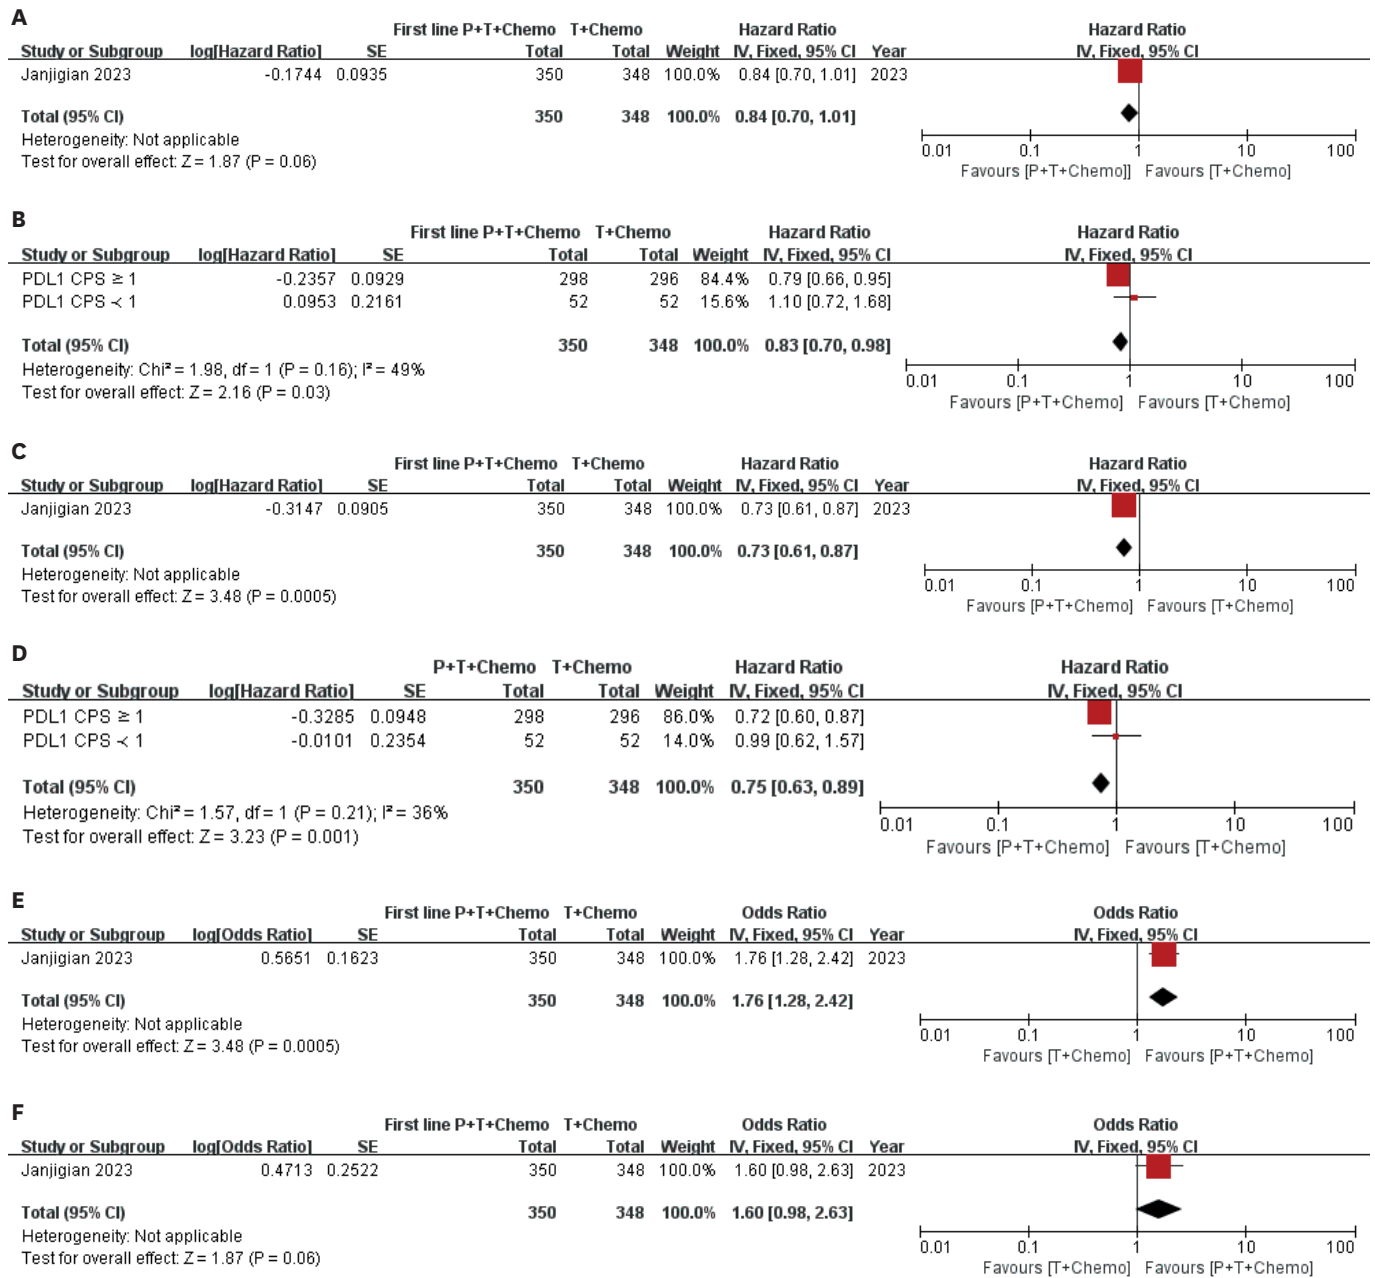 A
First line P+T+Chemo T+Chemo Hazard Ratio Hazard Ratio
Study or Subgroup log[Hazard Ratio] SE Total Total Weight IV, Fixed, 95% CI Year IV, Fixed, 95% CI
Janjigian 2023 -0.1744 0.0935 350 348 100.0% 0.84 [0.70, 1.01] 2023
Total (95% CI) 350 348 100.0% 0.84 [0.70, 1.01]
Heterogeneity: Not applicable
Test for overall effect: Z = 1.87 (P = 0.06)
0.01 0.1 1 10 100
Favours [P+T+Chemo]] Favours [T+Chemo]
B
First line P+T+Chemo T+Chemo Hazard Ratio Hazard Ratio
Study or Subgroup log[Hazard Ratio] SE Total Total Weight IV, Fixed, 95% CI IV, Fixed, 95% CI
PDL1 CPS ≥ 1 -0.2357 0.0929 298 296 84.4% 0.79 [0.66, 0.95]
PDL1 CPS < 1 0.0953 0.2161 52 52 15.6% 1.10 [0.72, 1.68]
Total (95% CI) 350 348 100.0% 0.83 [0.70, 0.98]
Heterogeneity: Chi² = 1.98, df = 1 (P = 0.16); I² = 49%
Test for overall effect: Z = 2.16 (P = 0.03)
0.01 0.1 1 10 100
Favours [P+T+Chemo] Favours [T+Chemo]
C
First line P+T+Chemo T+Chemo Hazard Ratio Hazard Ratio
Study or Subgroup log[Hazard Ratio] SE Total Total Weight IV, Fixed, 95% CI Year IV, Fixed, 95% CI
Janjigian 2023 -0.3147 0.0905 350 348 100.0% 0.73 [0.61, 0.87] 2023
Total (95% CI) 350 348 100.0% 0.73 [0.61, 0.87]
Heterogeneity: Not applicable
Test for overall effect: Z = 3.48 (P = 0.0005)
0.01 0.1 1 10 100
Favours [P+T+Chemo] Favours [T+Chemo]
D
P+T+Chemo T+Chemo Hazard Ratio Hazard Ratio
Study or Subgroup log[Hazard Ratio] SE Total Total Weight IV, Fixed, 95% CI IV, Fixed, 95% CI
PDL1 CPS ≥ 1 -0.3285 0.0948 298 296 86.0% 0.72 [0.60, 0.87]
PDL1 CPS < 1 -0.0101 0.2354 52 52 14.0% 0.99 [0.62, 1.57]
Total (95% CI) 350 348 100.0% 0.75 [0.63, 0.89]
Heterogeneity: Chi² = 1.57, df = 1 (P = 0.21); I² = 36%
Test for overall effect: Z = 3.23 (P = 0.001)
0.01 0.1 1 10 100
Favours [P+T+Chemo] Favours [T+Chemo]
E
First line P+T+Chemo T+Chemo Odds Ratio Odds Ratio
Study or Subgroup log[Odds Ratio] SE Total Total Weight IV, Fixed, 95% CI Year IV, Fixed, 95% CI
Janjigian 2023 0.5651 0.1623 350 348 100.0% 1.76 [1.28, 2.42] 2023
Total (95% CI) 350 348 100.0% 1.76 [1.28, 2.42]
Heterogeneity: Not applicable
Test for overall effect: Z = 3.48 (P = 0.0005)
0.01 0.1 1 10 100
Favours [T+Chemo] Favours [P+T+Chemo]
F
First line P+T+Chemo T+Chemo Odds Ratio Odds Ratio
Study or Subgroup log[Odds Ratio] SE Total Total Weight IV, Fixed, 95% CI Year IV, Fixed, 95% CI
Janjigian 2023 0.4713 0.2522 350 348 100.0% 1.60 [0.98, 2.63] 2023
Total (95% CI) 350 348 100.0% 1.60 [0.98, 2.63]
Heterogeneity: Not applicable
Test for overall effect: Z = 1.87 (P = 0.06)
0.01 0.1 1 10 100
Favours [T+Chemo] Favours [P+T+Chemo]